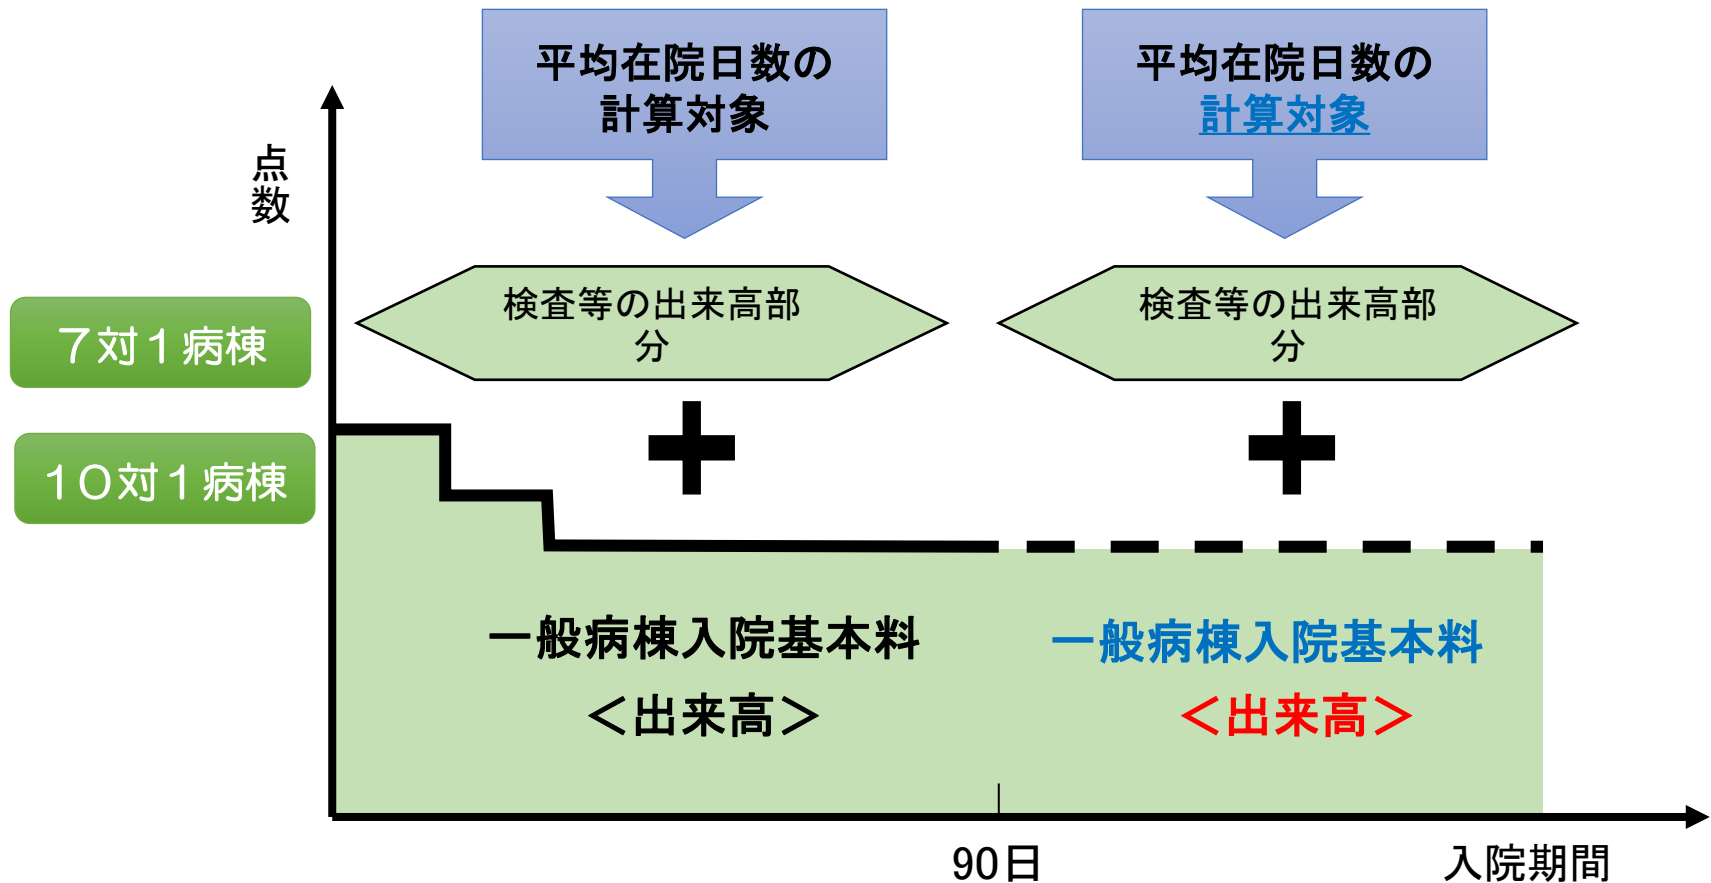 平均在院日数の
計算対象
平均在院日数の
計算対象
点
数
検査等の出来高部
分
検査等の出来高部
分
７対１病棟
１０対１病棟
一般病棟入院基本料
＜出来高＞
一般病棟入院基本料
＜出来高＞
90日
入院期間